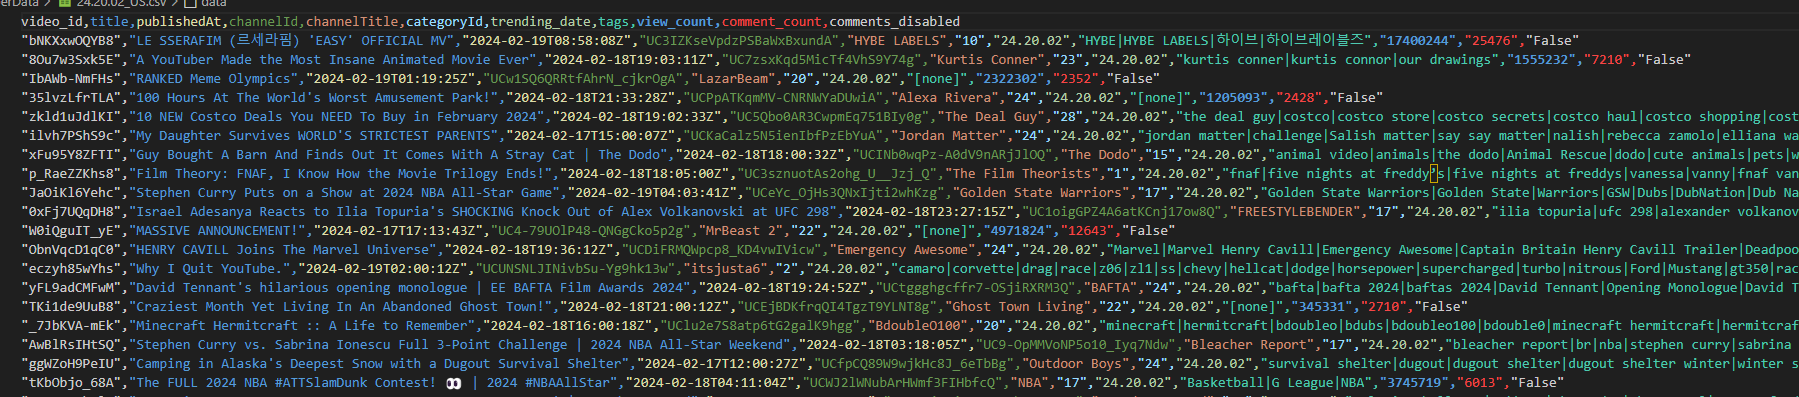 erData > 24.20.02_US.csv > data
video_id,title,publishedAt,channelId,channelTitle,categoryId,trending_date,tags,view_count,comment_count,comments_disabled
"bNKXxwOQYB8","LE SSERAFIM (르세라핌) 'EASY' OFFICIAL MV","2024-02-19T08:58:08Z","UC3IZKseVpdzPSBaWxBxundA","HYBE LABELS","10","24.20.02","HYBE|HYBE LABELS|하이브|하이브레이블즈","17400244","25476","False"
"8Ou7w3Sxk5E","A YouTuber Made the Most Insane Animated Movie Ever","2024-02-18T19:03:11Z","UC7zsxKqd5MicTf4VhS9Y74g","Kurtis Conner","23","24.20.02","kurtis conner|kurtis connor|our drawings","1555232","7210","False"
"IbAWb-NmFHs","RANKED Meme Olympics","2024-02-19T01:19:25Z","UCw1SQ6QRRtfAhrN_cjkrOgA","LazarBeam","20","24.20.02","[none]","2322302","2352","False"
"35lvzLfrTLA","100 Hours At The World's Worst Amusement Park!","2024-02-18T21:33:28Z","UCPpATKqmMV-CNRNWYaDUwiA","Alexa Rivera","24","24.20.02","[none]","1205093","2428","False"
"zkld1uJdlKI","10 NEW Costco Deals You NEED To Buy in February 2024","2024-02-18T19:02:33Z","UC5Qbo0AR3CwpmEq751BIy0g","The Deal Guy","28","24.20.02","the deal guy|costco|costco store|costco secrets|costco haul|costco shopping|cost
"ilvh7PShS9c","My Daughter Survives WORLD'S STRICTEST PARENTS","2024-02-17T15:00:07Z","UCKaCalz5N5ienIbfPzEbYuA","Jordan Matter","24","24.20.02","jordan matter|challenge|Salish matter|say say matter|nalish|rebecca zamolo|elliana wa
"xFu95Y8ZFTI","Guy Bought A Barn And Finds Out It Comes With A Stray Cat | The Dodo","2024-02-18T18:00:32Z","UCINb0wqPz-A0dV9nARjJlOQ","The Dodo","15","24.20.02","animal video|animals|the dodo|Animal Rescue|dodo|cute animals|pets|w
"p_RaeZZKhs8","Film Theory: FNAF, I Know How the Movie Trilogy Ends!","2024-02-18T18:05:00Z","UC3sznuotAs2ohg_U__Jzj_Q","The Film Theorists","1","24.20.02","fnaf|five nights at freddy’s|five nights at freddys|vanessa|vanny|fnaf van
"JaOiKl6Yehc","Stephen Curry Puts on a Show at 2024 NBA All-Star Game","2024-02-19T04:03:41Z","UCeYc_OjHs3QNxIjti2whKzg","Golden State Warriors","17","24.20.02","Golden State Warriors|Golden State|Warriors|GSW|Dubs|DubNation|Dub Na
"0xFj7UQqDH8","Israel Adesanya Reacts to Ilia Topuria's SHOCKING Knock Out of Alex Volkanovski at UFC 298","2024-02-18T23:27:15Z","UC1oigGPZ4A6atKCnj17ow8Q","FREESTYLEBENDER","17","24.20.02","ilia topuria|ufc 298|alexander volkanov
"W0iQguIT_yE","MASSIVE ANNOUNCEMENT!","2024-02-17T17:13:43Z","UC4-79UOlP48-QNGgCko5p2g","MrBeast 2","22","24.20.02","[none]","4971824","12643","False"
"ObnVqcD1qC0","HENRY CAVILL Joins The Marvel Universe","2024-02-18T19:36:12Z","UCDiFRMQWpcp8_KD4vwIVicw","Emergency Awesome","24","24.20.02","Marvel|Marvel Henry Cavill|Emergency Awesome|Captain Britain Henry Cavill Trailer|Deadpoo
"eczyh85wYhs","Why I Quit YouTube.","2024-02-19T02:00:12Z","UCUNSNLJINivbSu-Yg9hk13w","itsjusta6","2","24.20.02","camaro|corvette|drag|race|z06|zl1|ss|chevy|hellcat|dodge|horsepower|supercharged|turbo|nitrous|Ford|Mustang|gt350|rac
"yFL9adCMFwM","David Tennant's hilarious opening monologue | EE BAFTA Film Awards 2024","2024-02-18T19:24:52Z","UCtggghgcffr7-OSjiRXRM3Q","BAFTA","24","24.20.02","bafta|bafta 2024|baftas 2024|David Tennant|Opening Monologue|David T
"TKi1de9UuB8","Craziest Month Yet Living In An Abandoned Ghost Town!","2024-02-18T21:00:12Z","UCEjBDKfrqQI4TgzT9YLNT8g","Ghost Town Living","22","24.20.02","[none]","345331","2710","False"
"_7JbKVA-mEk","Minecraft Hermitcraft :: A Life to Remember","2024-02-18T16:00:18Z","UClu2e7S8atp6tG2galK9hgg","BdoubleO100","20","24.20.02","minecraft|hermitcraft|bdoubleo|bdubs|bdoubleo100|bdouble0|minecraft hermitcraft|hermitcraf
"AwBlRsIHtSQ","Stephen Curry vs. Sabrina Ionescu Full 3-Point Challenge | 2024 NBA All-Star Weekend","2024-02-18T03:18:05Z","UC9-OpMMVoNP5o10_Iyq7Ndw","Bleacher Report","17","24.20.02","bleacher report|br|nba|stephen curry|sabrina
"ggWZoH9PeIU","Camping in Alaska's Deepest Snow with a Dugout Survival Shelter","2024-02-17T12:00:27Z","UCfpCQ89W9wjkHc8J_6eTbBg","Outdoor Boys","24","24.20.02","survival shelter|dugout|dugout shelter|dugout shelter winter|winter s
"tKbObjo_68A","The FULL 2024 NBA #ATTSlamDunk Contest! 👀 | 2024 #NBAAllStar","2024-02-18T04:11:04Z","UCWJ2lWNubArHWmf3FIHbfcQ","NBA","17","24.20.02","Basketball|G League|NBA","3745719","6013","False"